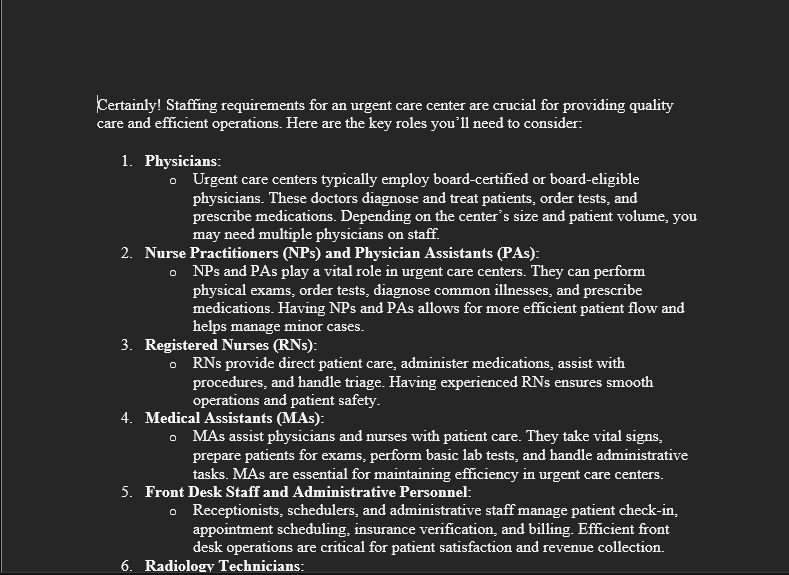 Certainly! Staffing requirements for an urgent care center are crucial for providing quality
care and efficient operations. Here are the key roles you’ll need to consider:
1. Physicians:
o Urgent care centers typically employ board-certified or board-eligible
physicians. These doctors diagnose and treat patients, order tests, and
prescribe medications. Depending on the center’s size and patient volume, you
may need multiple physicians on staff.
2. Nurse Practitioners (NPs) and Physician Assistants (PAs):
o NPs and PAs play a vital role in urgent care centers. They can perform
physical exams, order tests, diagnose common illnesses, and prescribe
medications. Having NPs and PAs allows for more efficient patient flow and
helps manage minor cases.
3. Registered Nurses (RNs):
o RNs provide direct patient care, administer medications, assist with
procedures, and handle triage. Having experienced RNs ensures smooth
operations and patient safety.
4. Medical Assistants (MAs):
o MAs assist physicians and nurses with patient care. They take vital signs,
prepare patients for exams, perform basic lab tests, and handle administrative
tasks. MAs are essential for maintaining efficiency in urgent care centers.
5. Front Desk Staff and Administrative Personnel:
o Receptionists, schedulers, and administrative staff manage patient check-in,
appointment scheduling, insurance verification, and billing. Efficient front
desk operations are critical for patient satisfaction and revenue collection.
6. Radiology Technicians: